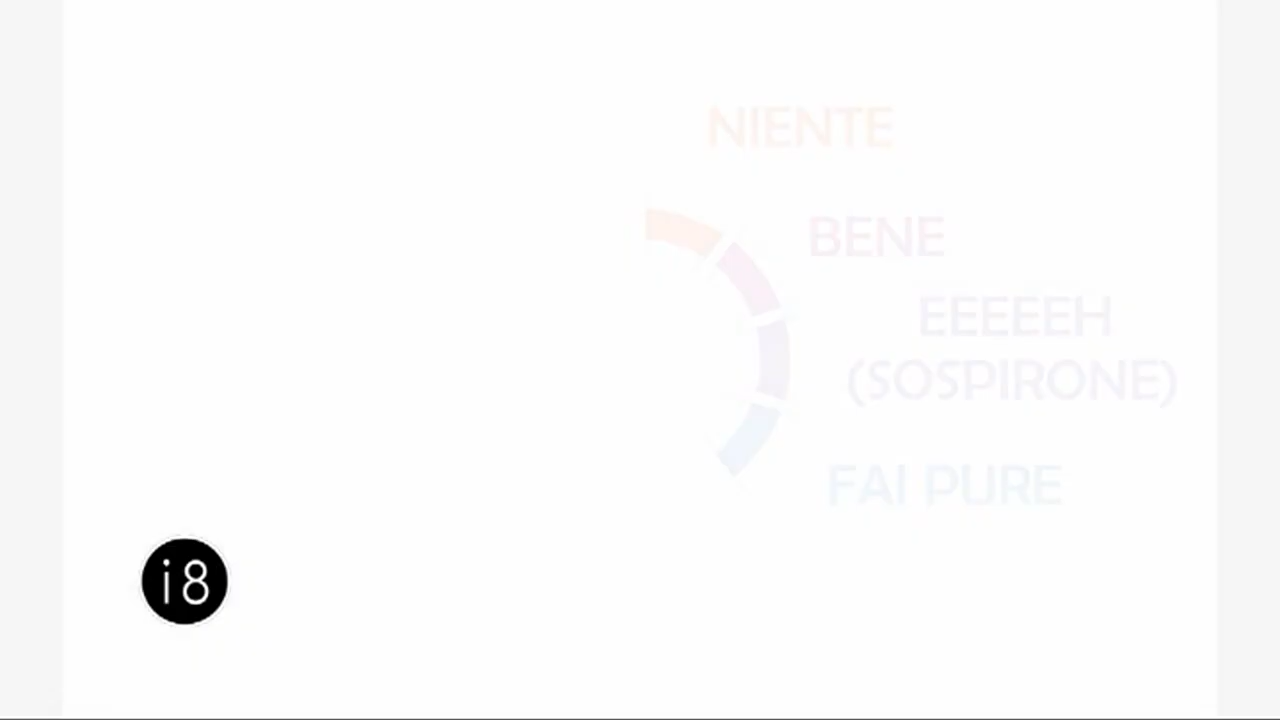 NIENTE
BENE
EEEEEH
(SOSPIRONE)
FAI PURE
i8